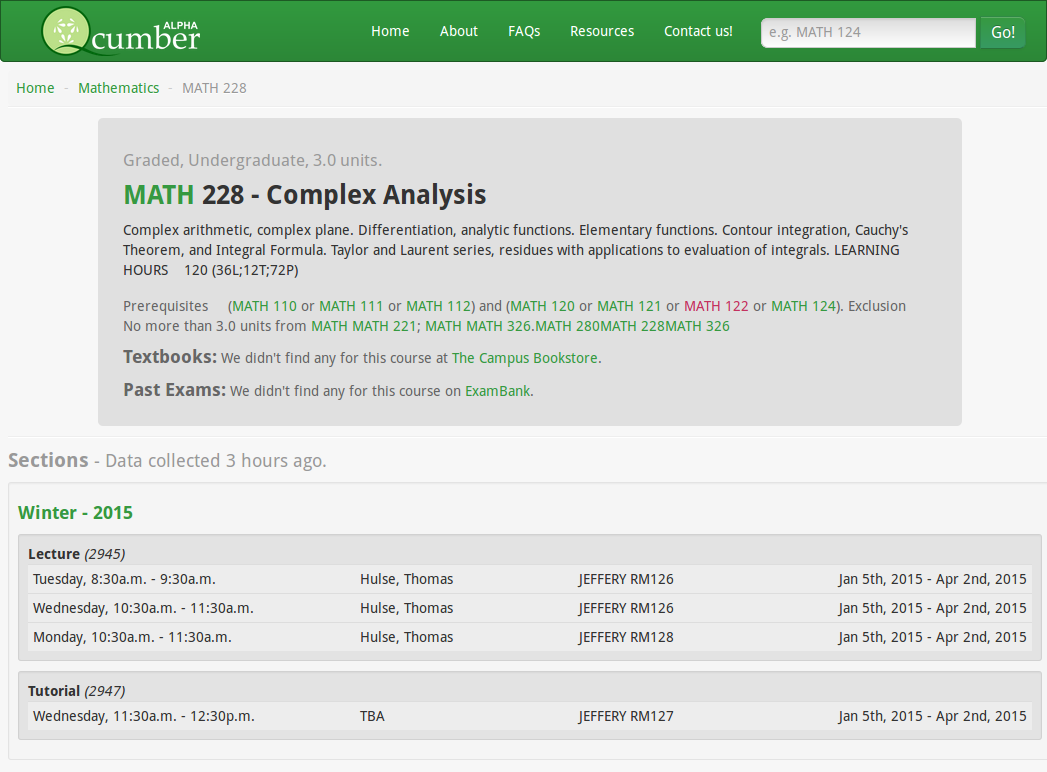 Qcumber ALPHA Home About FAQs Resources Contact us! e.g. MATH 124 Go!
Home - Mathematics - MATH 228
Graded, Undergraduate, 3.0 units.
MATH 228 - Complex Analysis
Complex arithmetic, complex plane. Differentiation, analytic functions. Elementary functions. Contour integration, Cauchy's
Theorem, and Integral Formula. Taylor and Laurent series, residues with applications to evaluation of integrals. LEARNING
HOURS 120 (36L;12T;72P)
Prerequisites (MATH 110 or MATH 111 or MATH 112) and (MATH 120 or MATH 121 or MATH 122 or MATH 124). Exclusion
No more than 3.0 units from MATH MATH 221; MATH MATH 326.MATH 280MATH 228MATH 326
Textbooks: We didn't find any for this course at The Campus Bookstore.
Past Exams: We didn't find any for this course on ExamBank.
Sections - Data collected 3 hours ago.
Winter - 2015
Lecture (2945)
Tuesday, 8:30a.m. - 9:30a.m. Hulse, Thomas JEFFERY RM126 Jan 5th, 2015 - Apr 2nd, 2015
Wednesday, 10:30a.m. - 11:30a.m. Hulse, Thomas JEFFERY RM126 Jan 5th, 2015 - Apr 2nd, 2015
Monday, 10:30a.m. - 11:30a.m. Hulse, Thomas JEFFERY RM128 Jan 5th, 2015 - Apr 2nd, 2015
Tutorial (2947)
Wednesday, 11:30a.m. - 12:30p.m. TBA JEFFERY RM127 Jan 5th, 2015 - Apr 2nd, 2015